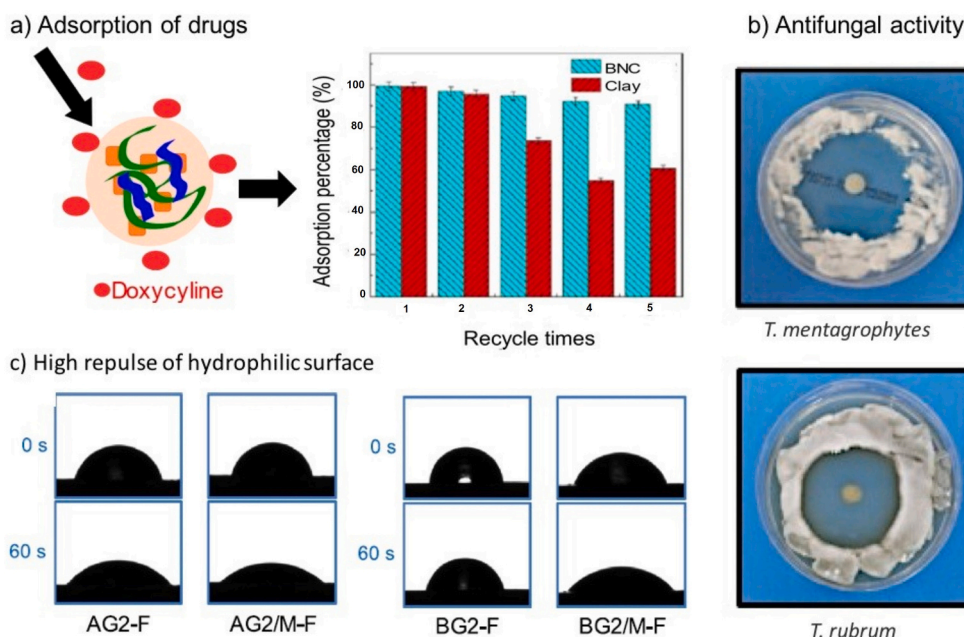 a) Adsorption of drugs
Doxycyline
Adsorption percentage (%)
100
80
60
40
20
0
BNC
Clay
1 2 3 4 5
Recycle times
b) Antifungal activity
T. mentagrophytes
T. rubrum
c) High repulse of hydrophilic surface
0 s
0 s
60 s
60 s
AG2-F AG2/M-F BG2-F BG2/M-F